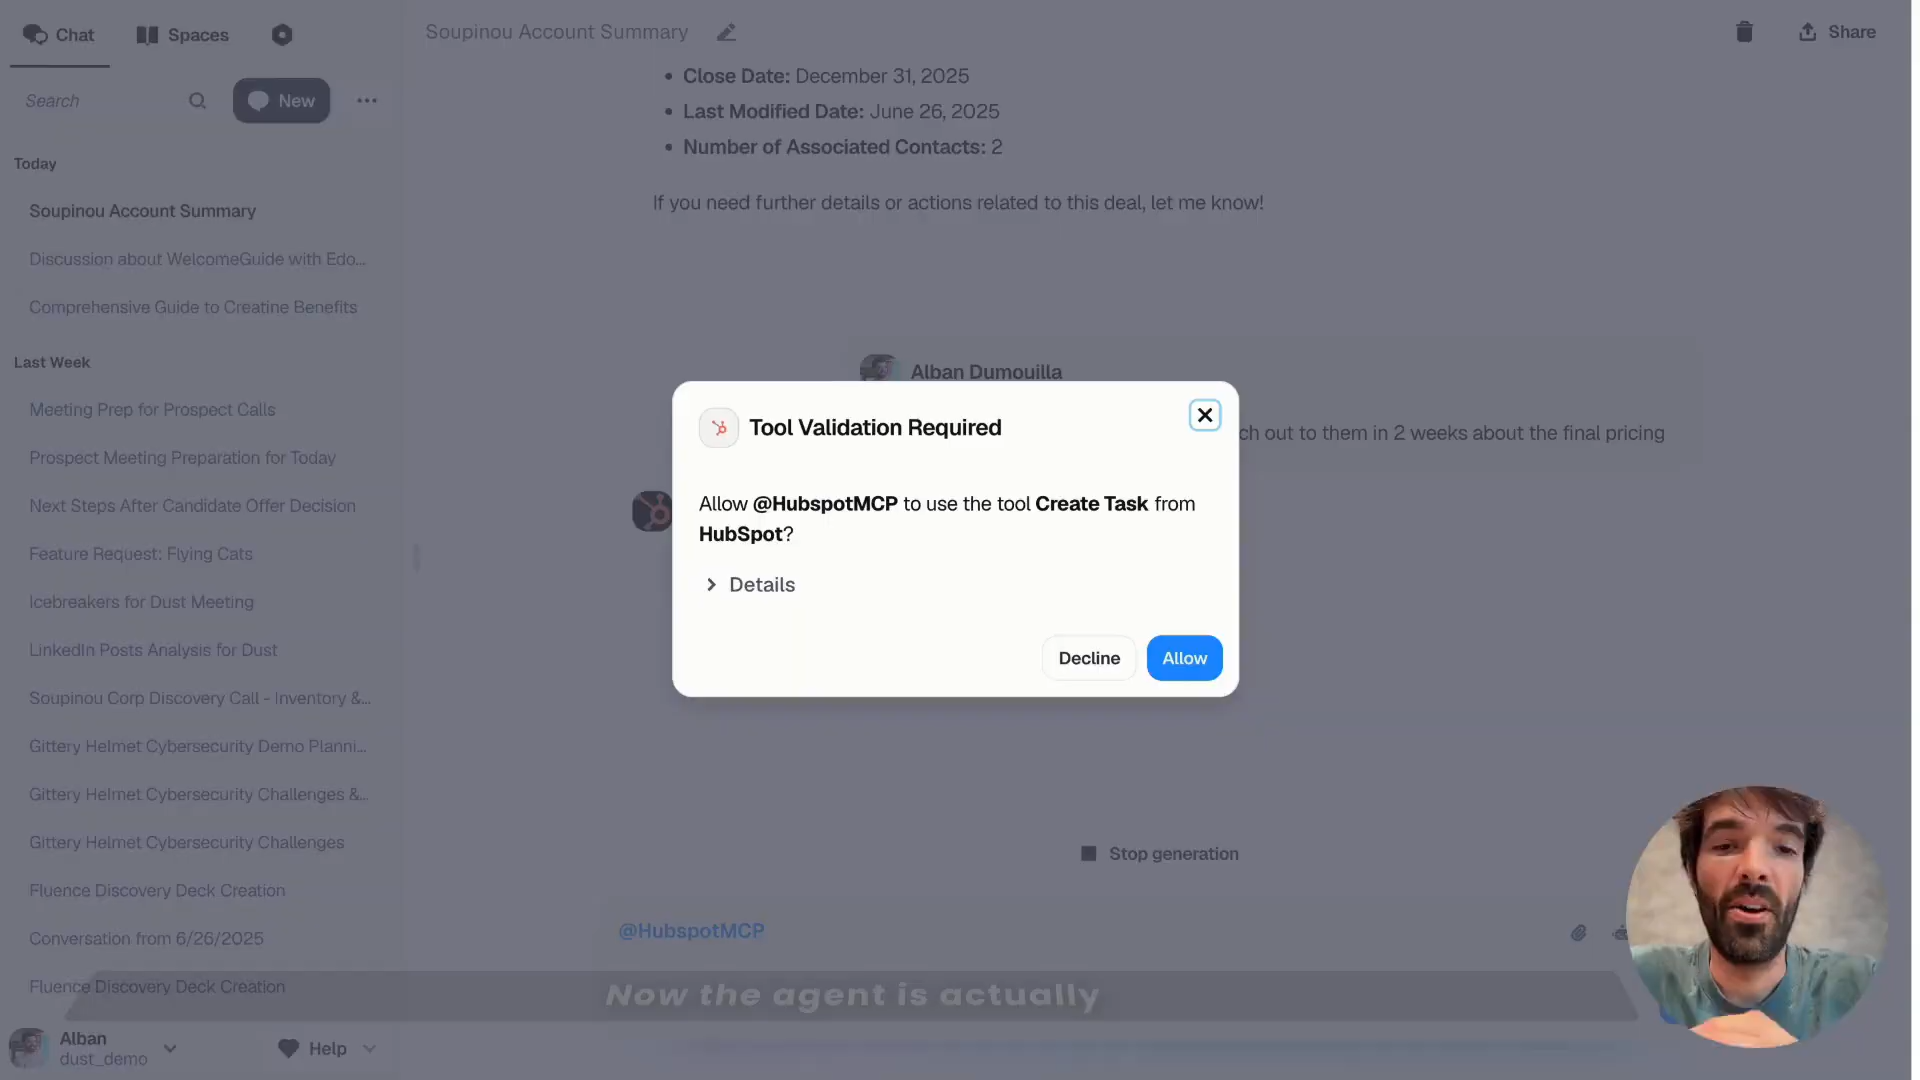 Chat
Spaces
Search
New
Today
Soupinou Account Summary
Discussion about WelcomeGuide with Edo...
Comprehensive Guide to Creatine Benefits
Last Week
Meeting Prep for Prospect Calls
Prospect Meeting Preparation for Today
Next Steps After Candidate Offer Decision
Feature Request: Flying Cats
Icebreakers for Dust Meeting
LinkedIn Posts Analysis for Dust
Soupinou Corp Discovery Call - Inventory &...
Gittery Helmet Cybersecurity Demo Planni...
Gittery Helmet Cybersecurity Challenges &...
Gittery Helmet Cybersecurity Challenges
Fluence Discovery Deck Creation
Conversation from 6/26/2025
Fluence Discovery Deck Creation
Alban
dust_demo
Help
Soupinou Account Summary
Share
• Close Date: December 31, 2025
• Last Modified Date: June 26, 2025
• Number of Associated Contacts: 2
If you need further details or actions related to this deal, let me know!
Alban Dumouilla
ch out to them in 2 weeks about the final pricing
Tool Validation Required
Allow @HubspotMCP to use the tool Create Task from
HubSpot?
Details
Decline
Allow
Stop generation
@HubspotMCP
Now the agent is actually